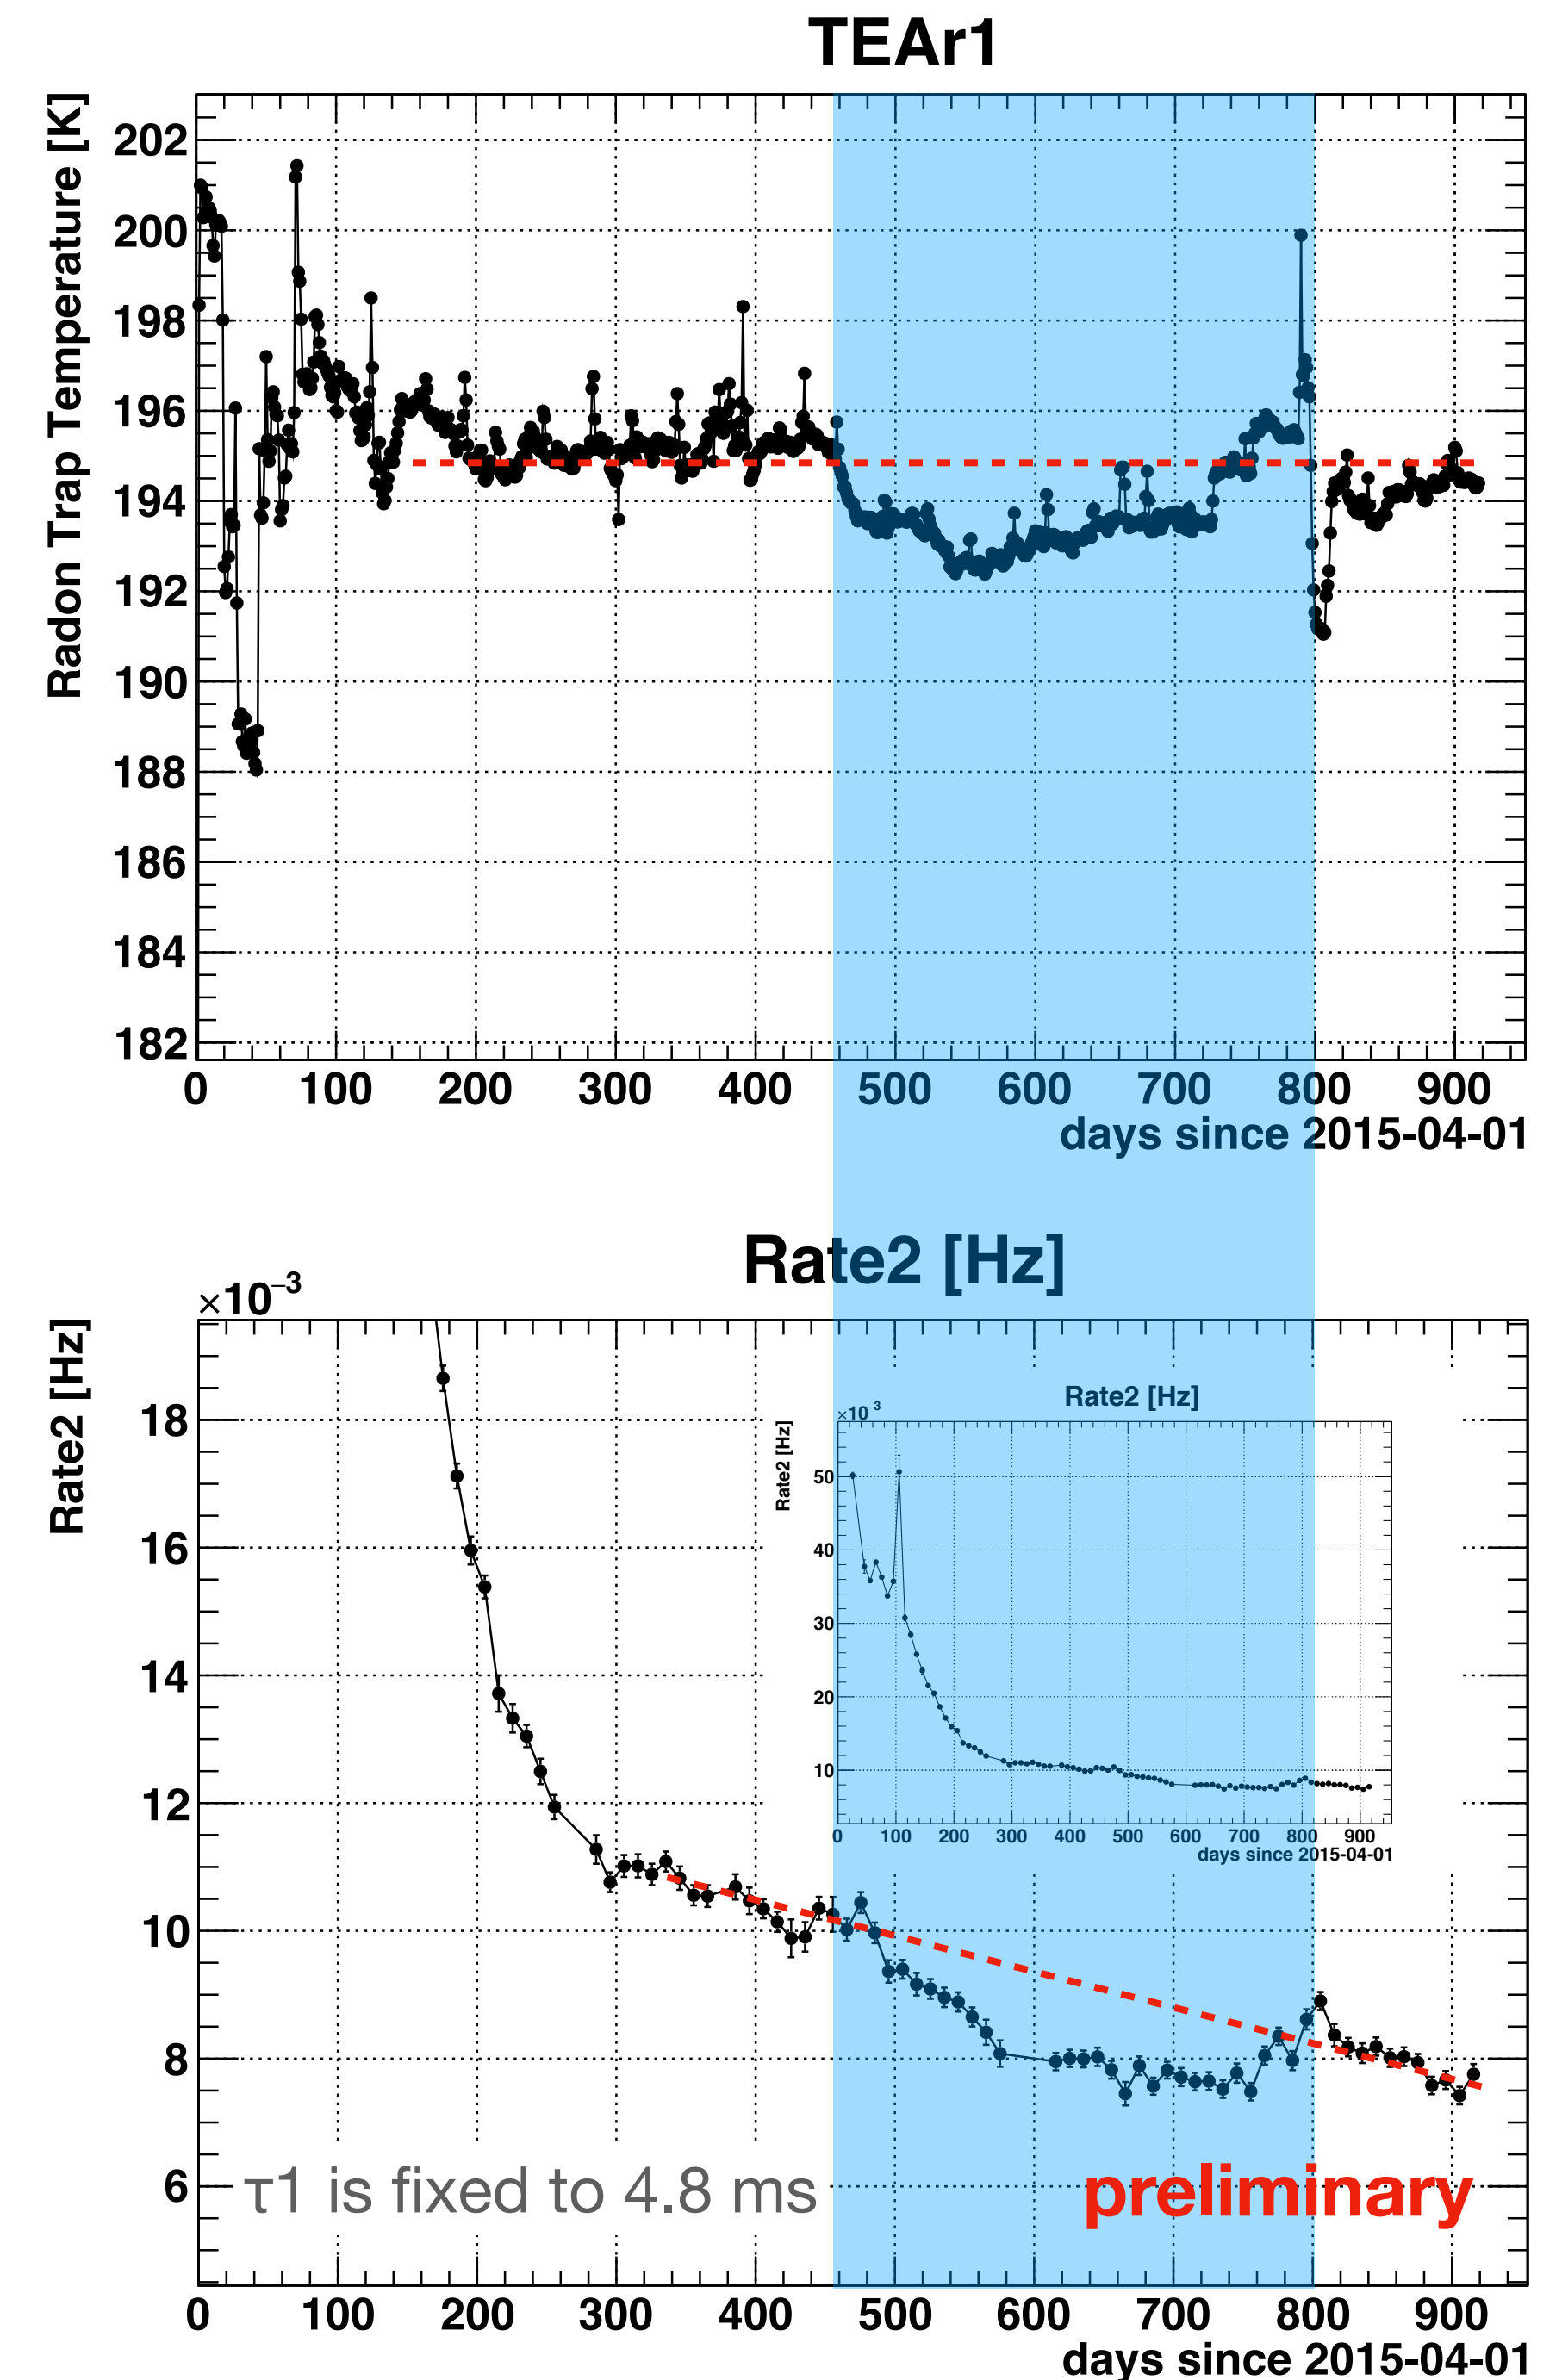 TEAr1
Radon Trap Temperature [K]
202
200
198
196
194
192
190
188
186
184
182
0 100 200 300 400 500 600 700 800 900
days since 2015-04-01
Rate2 [Hz]
×10⁻³
Rate2 [Hz]
18
16
14
12
10
8
6
Rate2 [Hz]
×10⁻³
Rate2 [Hz]
50
40
30
20
10
0 100 200 300 400 500 600 700 800 900
days since 2015-04-01
τ1 is fixed to 4.8 ms
preliminary
0 100 200 300 400 500 600 700 800 900
days since 2015-04-01